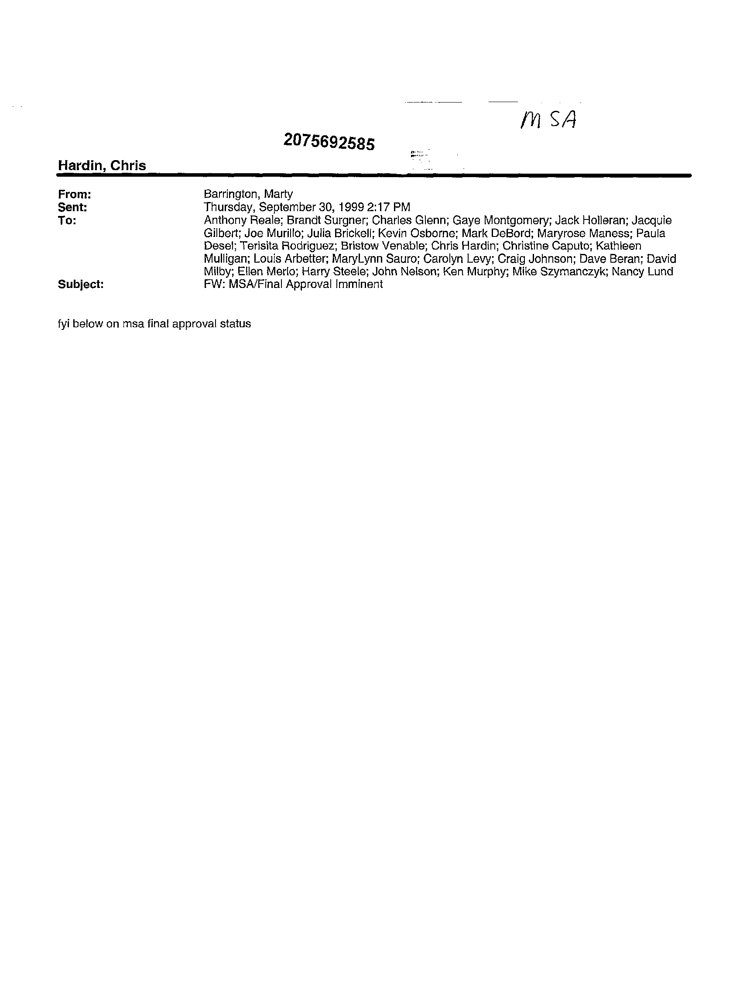 MSA
2075692585
Hardin, Chris
From: Barrington, Marty
Sent: Thursday, September 30, 1999 2:17 PM
To: Anthony Reale; Brandt Surgner; Charles Glenn; Gaye Montgomery; Jack Holleran; Jacquie
Gilbert; Joe Murillo; Julia Brickell; Kevin Osborne; Mark DeBord; Maryrose Maness; Paula
Desel; Terisita Rodriguez; Bristow Venable; Chris Hardin; Christine Caputo; Kathleen
Mulligan; Louis Arbetter; MaryLynn Sauro; Carolyn Levy; Craig Johnson; Dave Beran; David
Milby; Ellen Merlo; Harry Steele; John Nelson; Ken Murphy; Mike Szymanczyk; Nancy Lund
Subject: FW: MSA/Final Approval Imminent
fyi below on msa final approval status